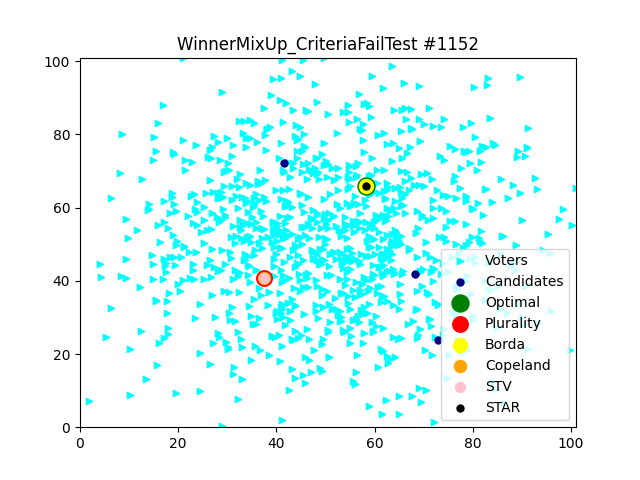 WinnerMixUp_CriteriaFailTest #1152
100
80
60
40
20
0
0
20
40
60
80
100
Voters
Candidates
Optimal
Plurality
Borda
Copeland
STV
STAR